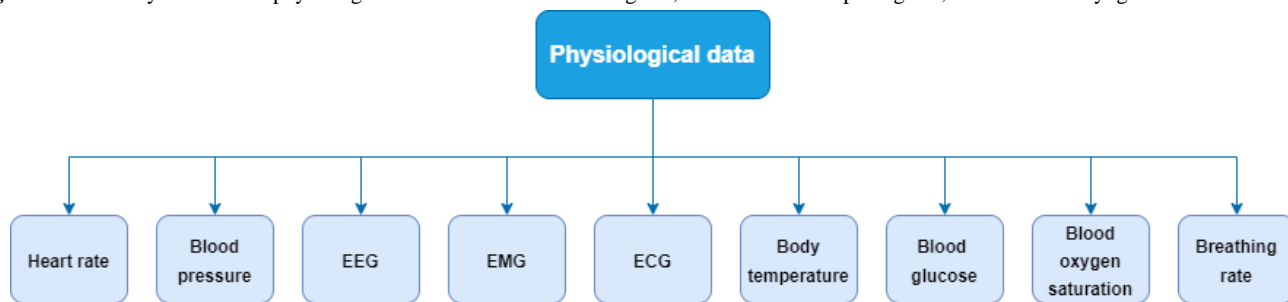 Physiological data
Heart rate
Blood
pressure
EEG
EMG
ECG
Body
temperature
Blood
glucose
Blood
oxygen
saturation
Breathing
rate